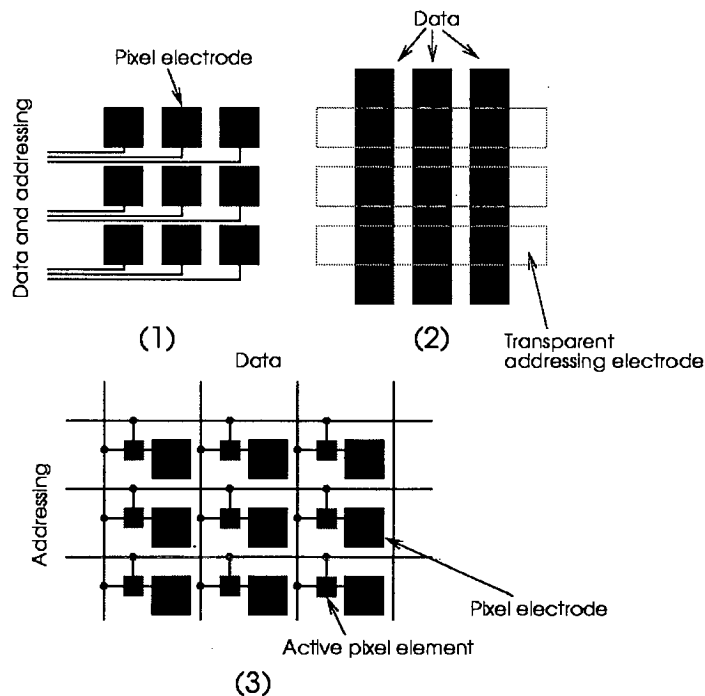 Data
Pixel electrode
Data and addressing
(1)
(2)
Transparent
addressing electrode
Data
Addressing
Pixel electrode
Active pixel element
(3)